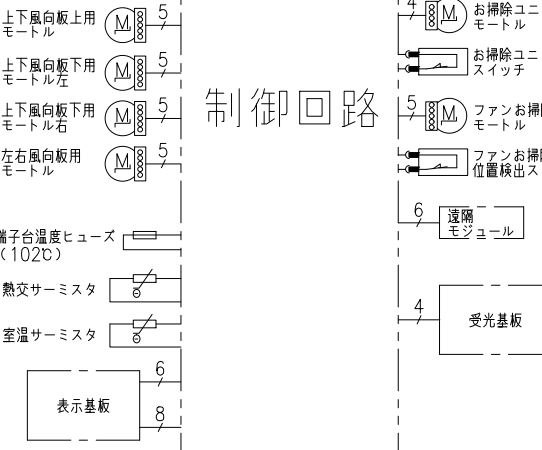 上下風向板上用
モートル
M
5
上下風向板下用
モートル左
M
5
上下風向板下用
モートル右
M
5
左右風向板用
モートル
M
5
端子台温度ヒューズ
(102℃)
熱交サーミスタ
室温サーミスタ
表示基板
6
8
制御回路
4
M
お掃除ユニ
モートル
お掃除ユニ
スイッチ
5
M
ファンお掃
モートル
ファンお掃
位置検出ス
6
遠隔
モジュール
4
受光基板